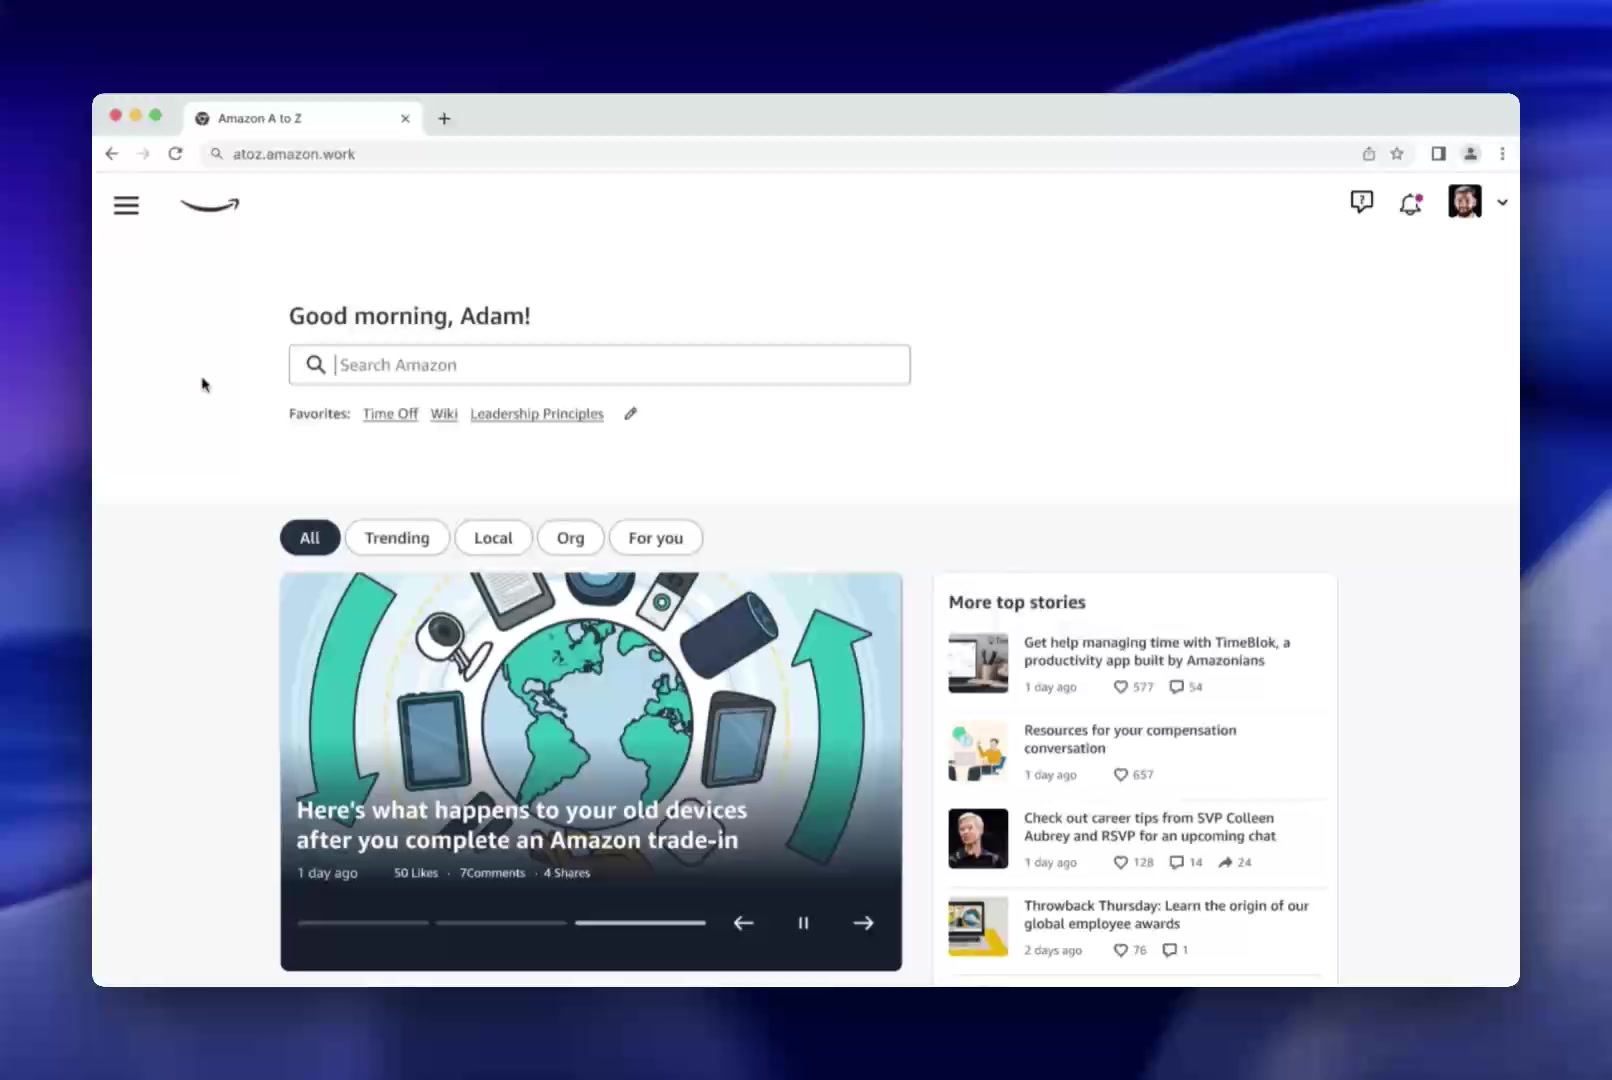 Amazon A to Z
atoz.amazon.work
Good morning, Adam!
Search Amazon
Favorites: Time Off Wiki Leadership Principles
All Trending Local Org For you
Here's what happens to your old devices
after you complete an Amazon trade-in
1 day ago 50 Likes · 7Comments · 4 Shares
More top stories
Get help managing time with TimeBlok, a
productivity app built by Amazonians
1 day ago 577 54
Resources for your compensation
conversation
1 day ago 657
Check out career tips from SVP Colleen
Aubrey and RSVP for an upcoming chat
1 day ago 128 14 24
Throwback Thursday: Learn the origin of our
global employee awards
2 days ago 76 1